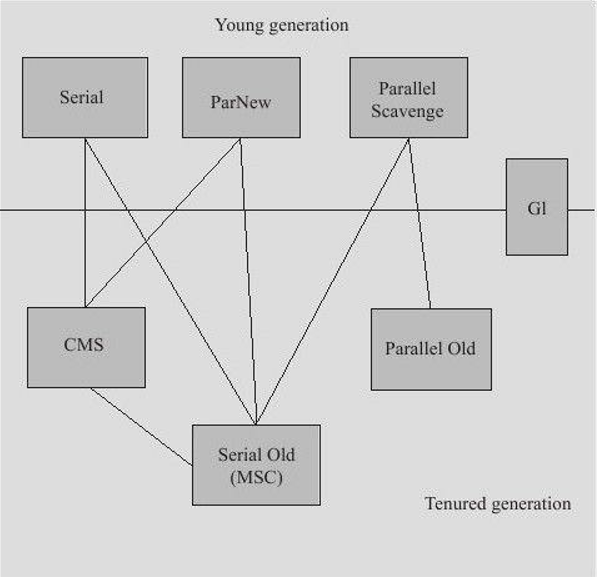 Young generation
Serial
ParNew
Parallel
Scavenge
Gl
CMS
Parallel Old
Serial Old
(MSC)
Tenured generation